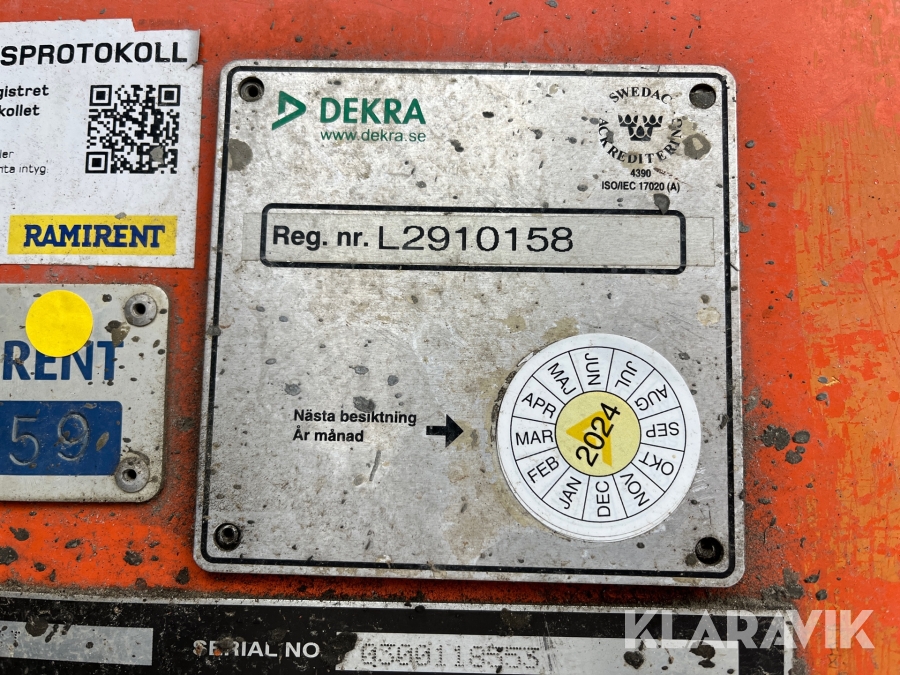 SPROTOKOLL
gistret
kollet
ler
nta intyg.
RAMIRENT
RENT
59
DEKRA
www.dekra.se
SWEDAC
ACKREDITERING
4390
ISO/IEC 17020 (A)
Reg. nr. L2910158
Nästa besiktning
År månad
JAN FEB MAR APR MAJ JUN JUL AUG SEP OKT NOV DEC
2024
SERIAL NO
KLARAVIK